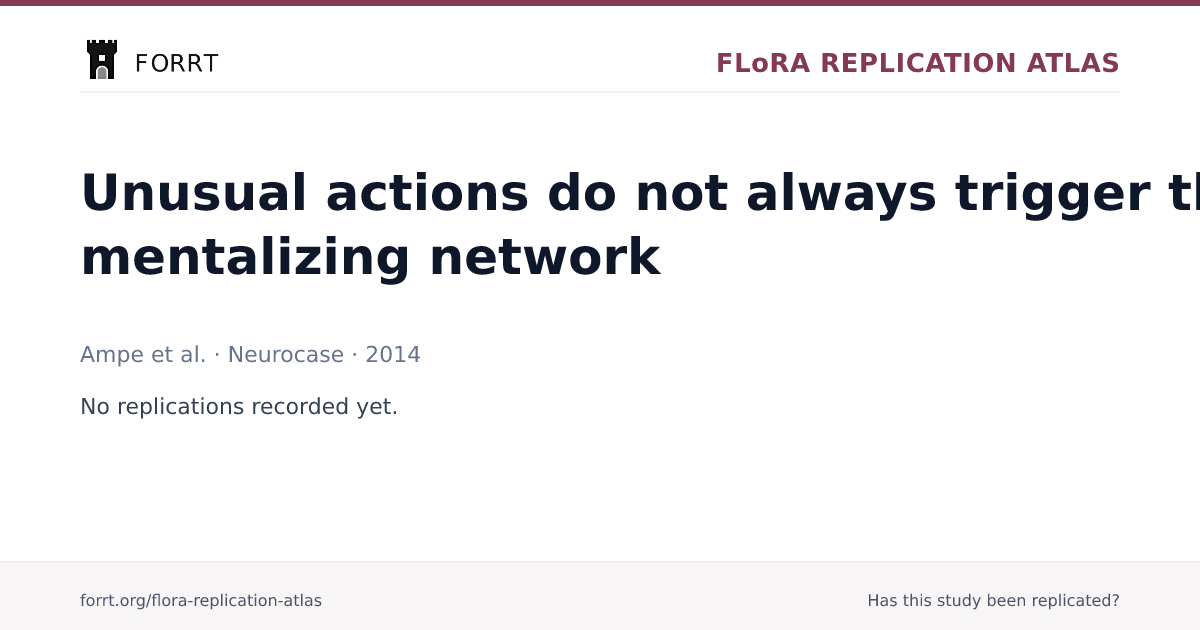 FORRT
FLoRA REPLICATION ATLAS
Unusual actions do not always trigger
mentalizing network
Ampe et al. · Neurocase · 2014
No replications recorded yet.
forrt.org/flora-replication-atlas
Has this study been replicated?